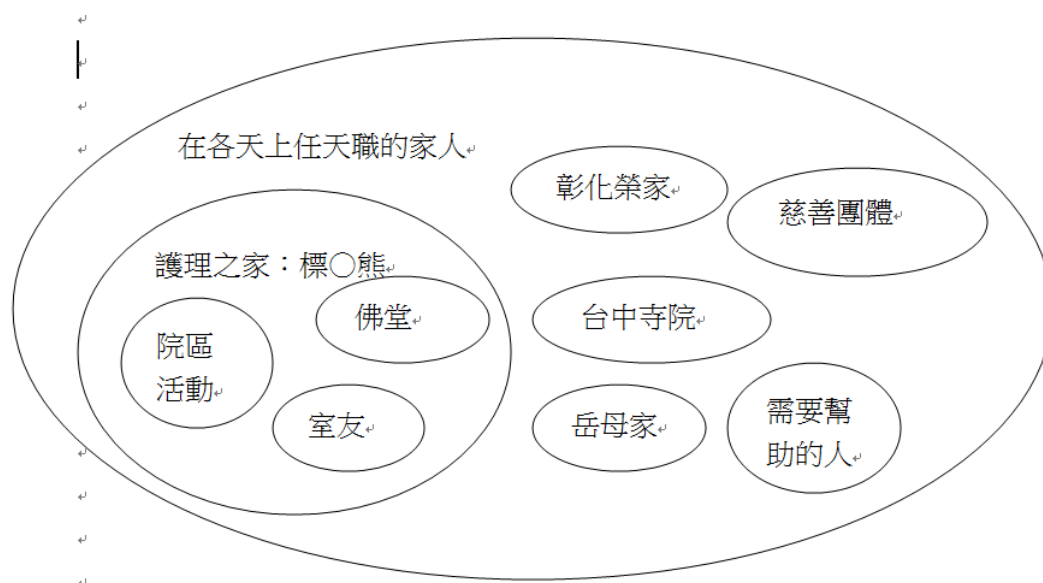 在各天上任天職的家人
彰化榮家
慈善團體
護理之家：標○熊
佛堂
台中寺院
院區
活動
室友
岳母家
需要幫
助的人